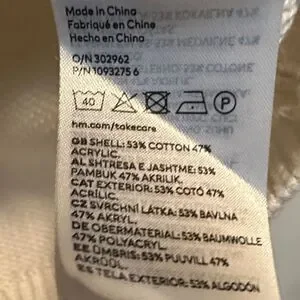 Made in China
Fabriqué en Chine
Hecho en China
O/N 302962
P/N 10932756
40 P
hm.com/takecare
GB SHELL: 53% COTTON 47%
ACRYLIC.
AL SHTRESA E JASHTME: 53%
PAMBUK 47% AKRILIK.
CAT EXTERIOR: 53% COTÓ 47%
ACRÍLIC.
CZ SVRCHNÍ LÁTKA: 53% BAVLNA
47% AKRYL.
DE OBERMATERIAL: 53% BAUMWOLLE
47% POLYACRYL.
EE ÜMBRIS: 53% PUUVILL 47%
AKRÜÜL.
ES TELA EXTERIOR: 53% ALGODÓN